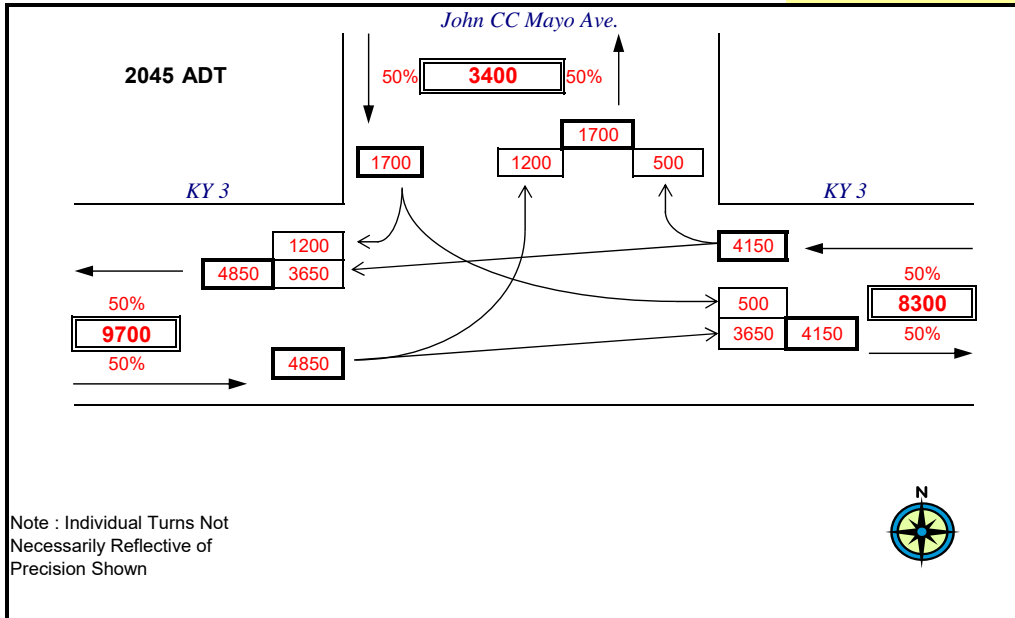 John CC Mayo Ave.
2045 ADT
50% 3400 50%
1700
1700 1200 500
KY 3 KY 3
1200 4150
4850 3650 50%
50% 500 8300
9700 3650 4150 50%
50% 4850
N
Note : Individual Turns Not
Necessarily Reflective of
Precision Shown